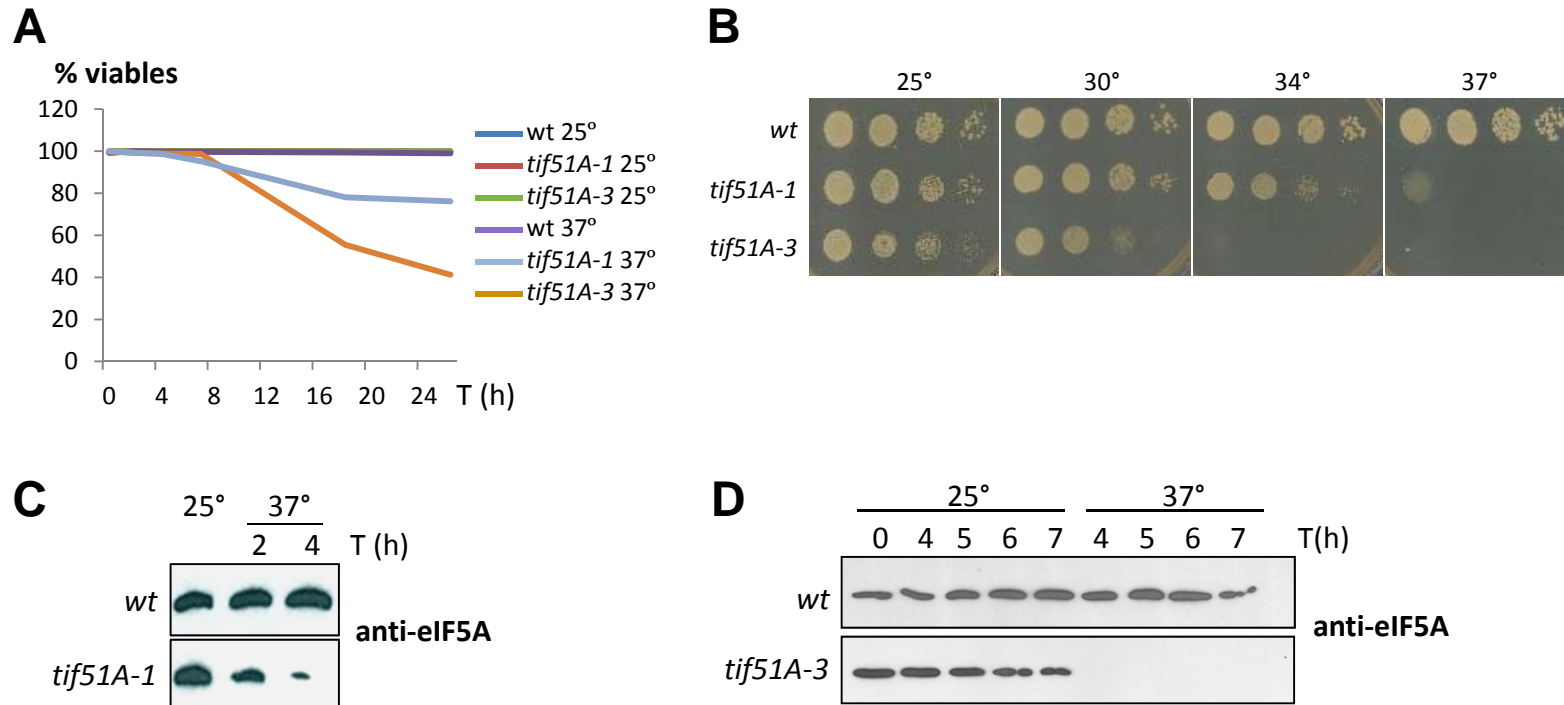 A
% viables
120
100
80
60
40
20
0
0 4 8 12 16 20 24 T (h)
wt 25º
tif51A-1 25º
tif51A-3 25º
wt 37º
tif51A-1 37º
tif51A-3 37º
B
25° 30° 34° 37°
wt
tif51A-1
tif51A-3
C
25° 37°
2 4 T (h)
wt
anti-eIF5A
tif51A-1
D
25° 37°
0 4 5 6 7 4 5 6 7 T(h)
wt
anti-eIF5A
tif51A-3